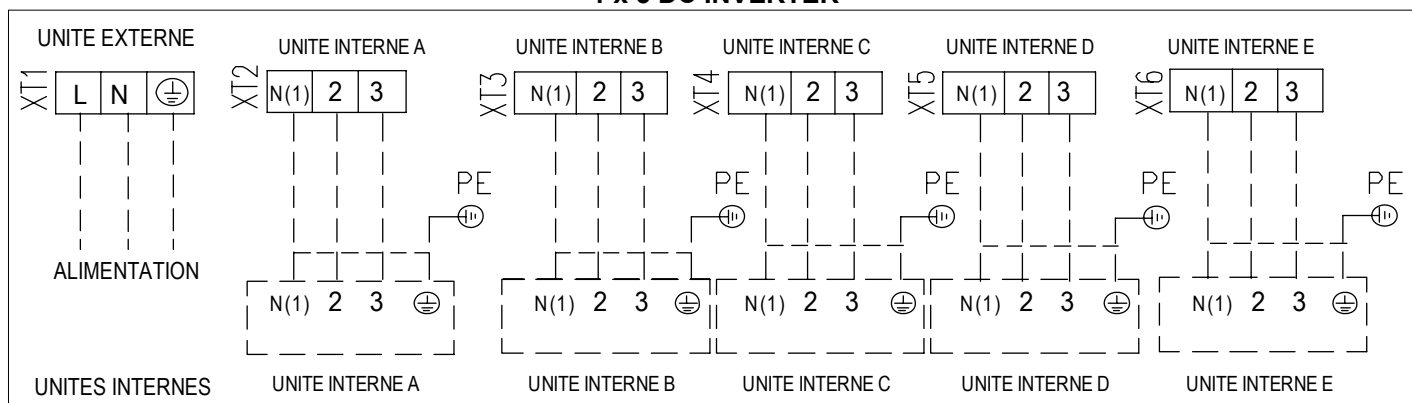 UNITE EXTERNE UNITE INTERNE A UNITE INTERNE B UNITE INTERNE C UNITE INTERNE D UNITE INTERNE E
XT1 L N XT2 N(1) 2 3 XT3 N(1) 2 3 XT4 N(1) 2 3 XT5 N(1) 2 3 XT6 N(1) 2 3
PE PE PE PE PE
ALIMENTATION
N(1) 2 3 N(1) 2 3 N(1) 2 3 N(1) 2 3 N(1) 2 3
UNITES INTERNES UNITE INTERNE A UNITE INTERNE B UNITE INTERNE C UNITE INTERNE D UNITE INTERNE E